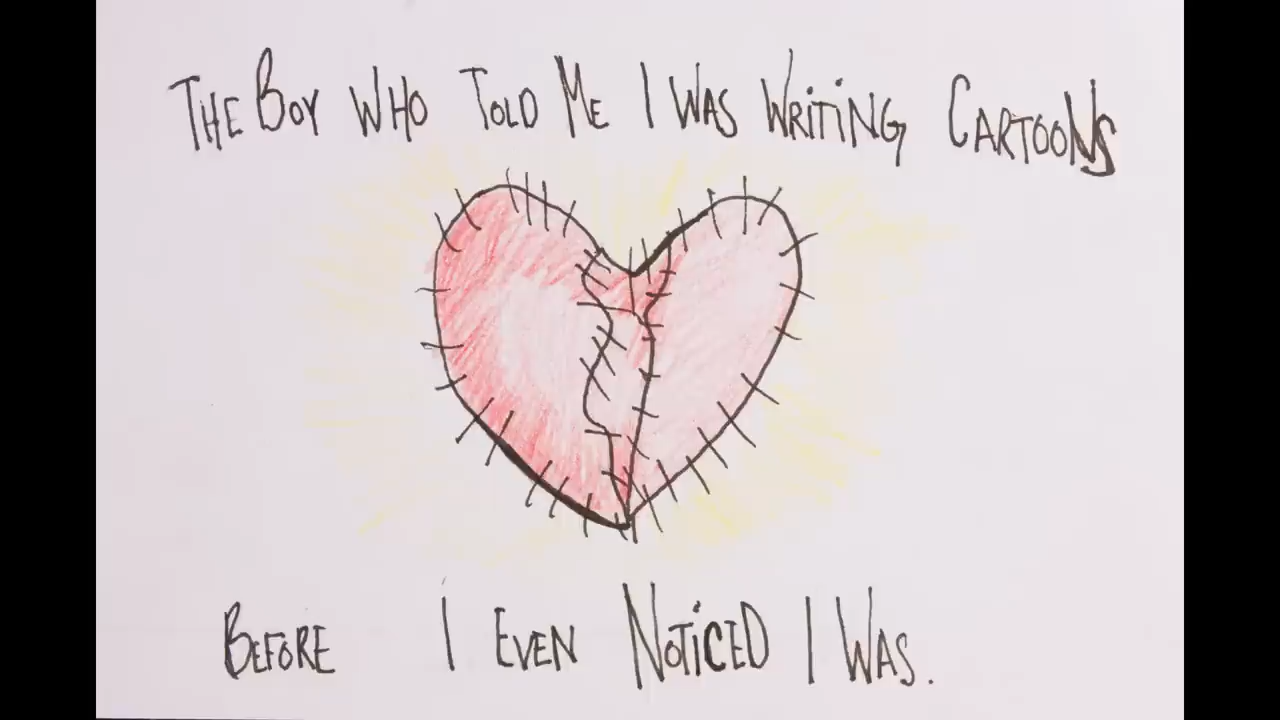 THE BOY WHO TOLD ME I WAS WRiTiNG CARTOONS
BEFORE I EVEN NOTiCED I WAS.